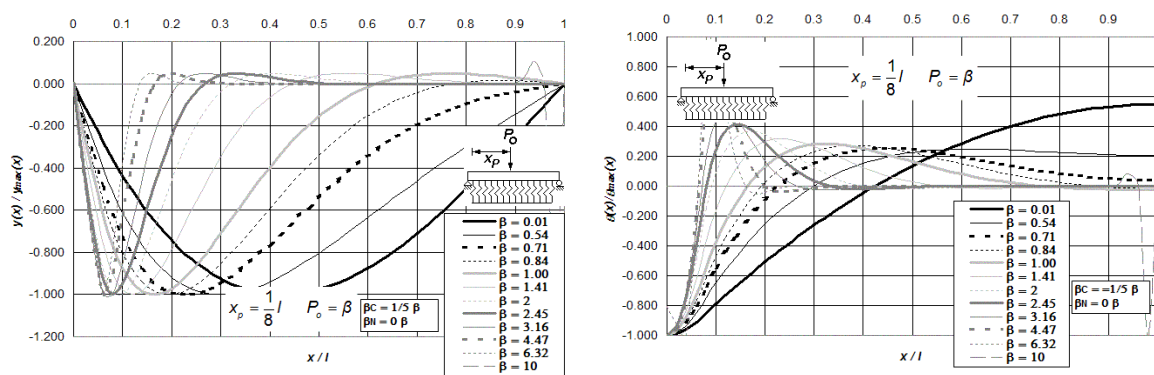 0 0.1 0.2 0.3 0.4 0.5 0.6 0.7 0.8 0.9 1
0.200
0.000
-0.200
-0.400
-0.600
-0.800
-1.000
-1.200
y(x) / ymax(x)
x / l
Po
xP
xp = 1/8 l Po = β
βC = 1/5 β
βN = 0 β
β = 0.01
β = 0.54
β = 0.71
β = 0.84
β = 1.00
β = 1.41
β = 2
β = 2.45
β = 3.16
β = 4.47
β = 6.32
β = 10
0 0.1 0.2 0.3 0.4 0.5 0.6 0.7 0.8 0.9
1.000
0.800
0.600
0.400
0.200
0.000
-0.200
-0.400
-0.600
-0.800
-1.000
x / l
PO
xP
xp = 1/8 l Po = β
βC ==1/5 β
βN = 0 β
β = 0.01
β = 0.54
β = 0.71
β = 0.84
β = 1.00
β = 1.41
β = 2
β = 2.45
β = 3.16
β = 4.47
β = 6.32
β = 10